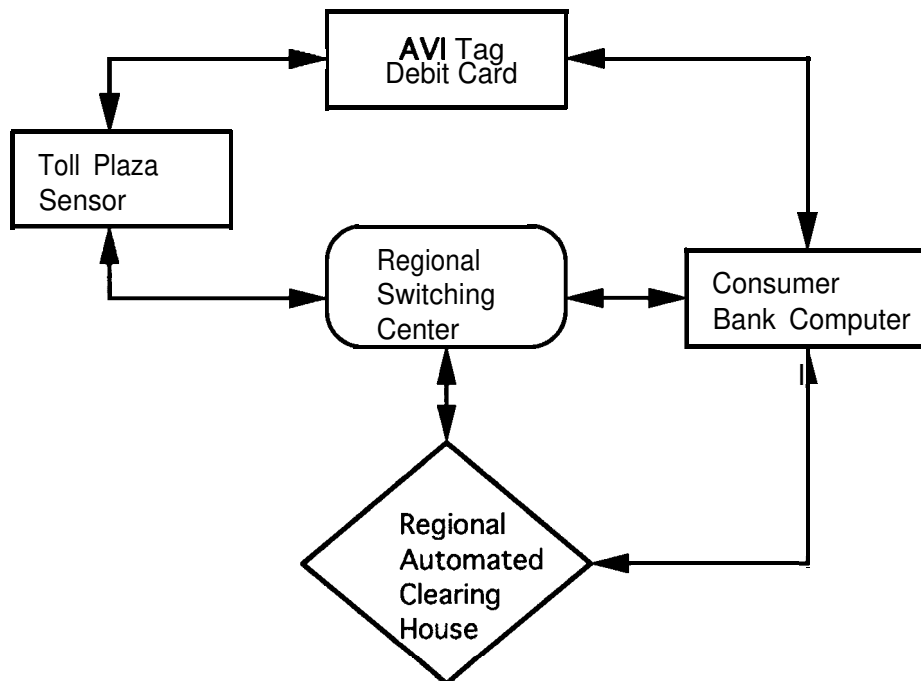 AVI Tag
Debit Card
Toll Plaza
Sensor
Regional
Switching
Center
Consumer
Bank Computer
Regional
Automated
Clearing
House